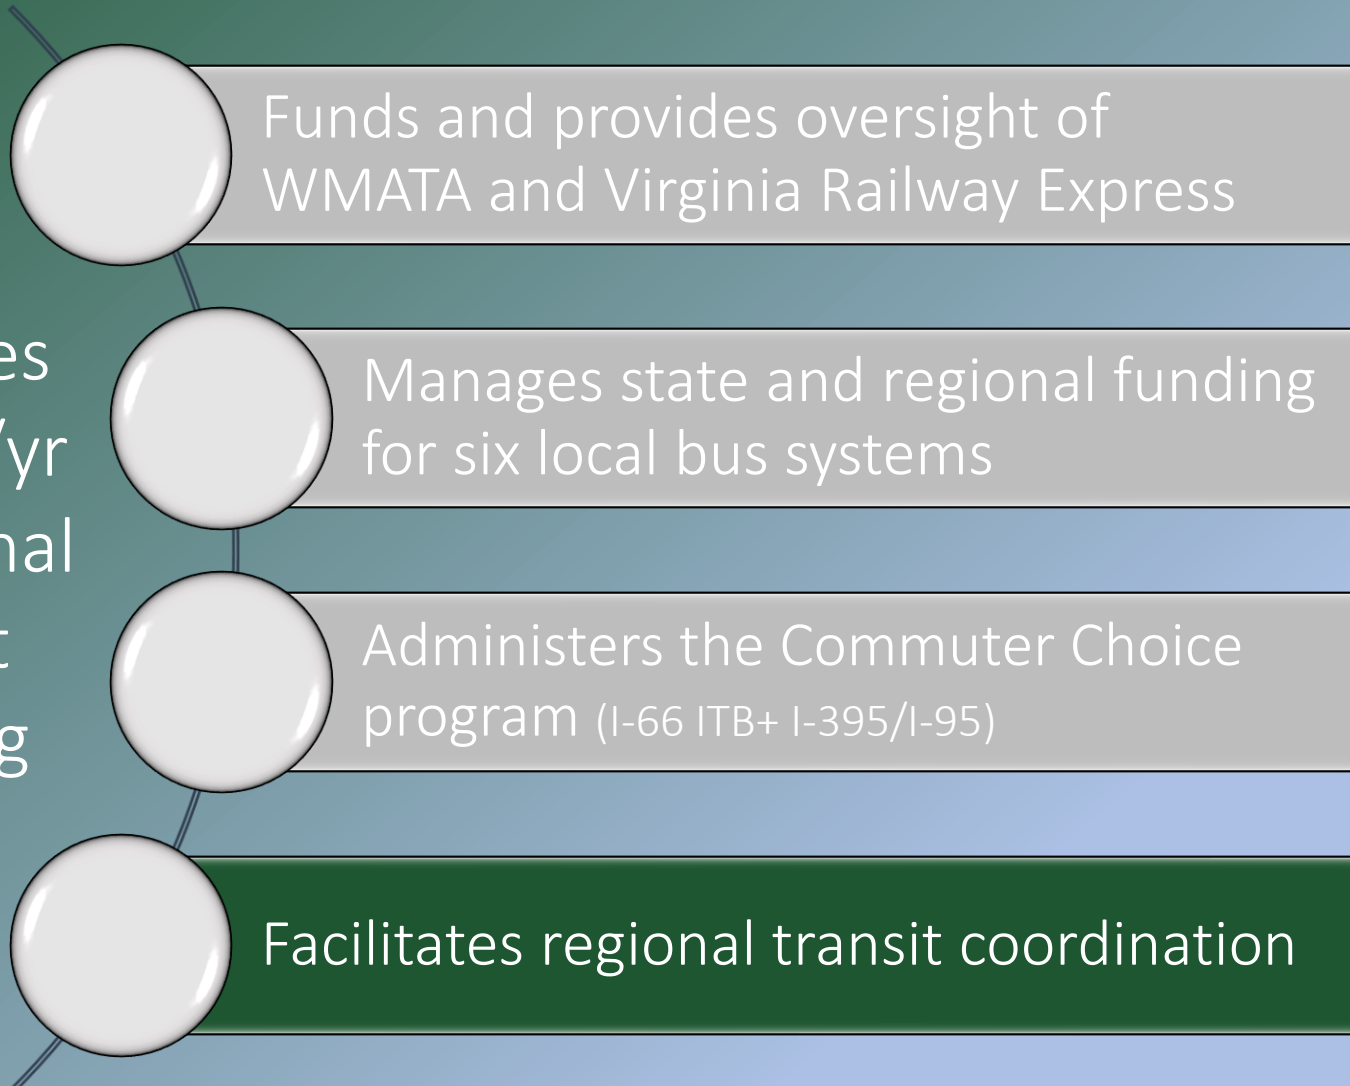 Funds and provides oversight of
WMATA and Virginia Railway Express
Manages state and regional funding
for six local bus systems
Administers the Commuter Choice
program (I-66 ITB+ I-395/I-95)
Facilitates regional transit coordination